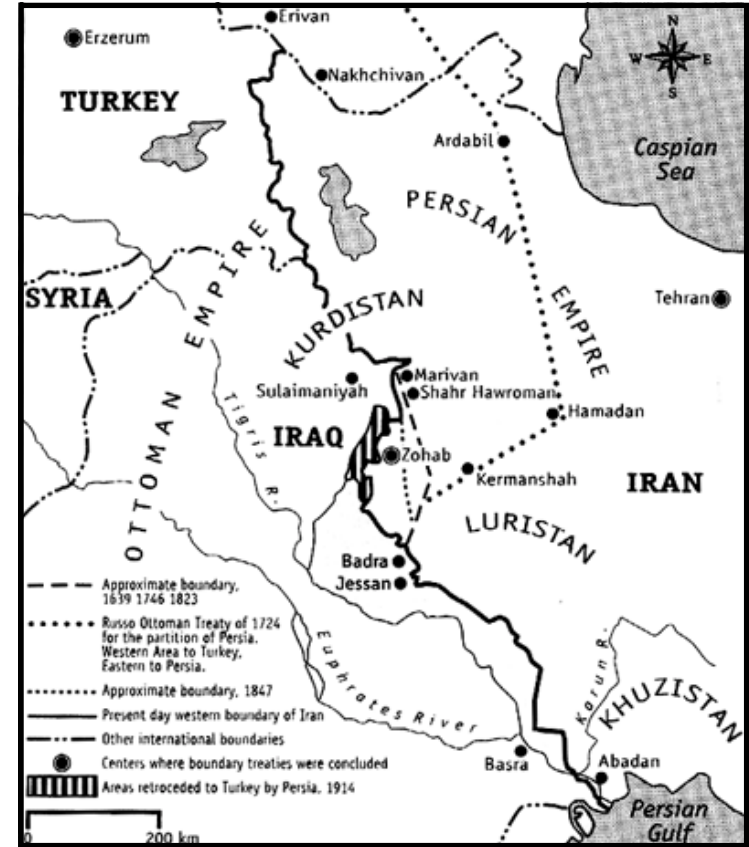 Erivan
Erzerum
N
W E
S
Nakhchivan
TURKEY
Ardabil
Caspian
Sea
PERSIAN
EMPIRE
SYRIA
OTTOMAN EMPIRE
KURDISTAN
Tehran
Marivan
Sulaimaniyah
Shahr Hawroman
Hamadan
Tigris R.
IRAQ
Zohab
Kermanshah
IRAN
LURISTAN
Badra
Jessan
Approximate boundary,
1639 1746 1823
Russo Ottoman Treaty of 1724
for the partition of Persia.
Western Area to Turkey,
Eastern to Persia.
Approximate boundary, 1847
Present day western boundary of Iran
Other international boundaries
Centers where boundary treaties were concluded
Areas retroceded to Turkey by Persia, 1914
0 200 km
Euphrates River
Karun R.
KHUZISTAN
Basra
Abadan
Persian
Gulf